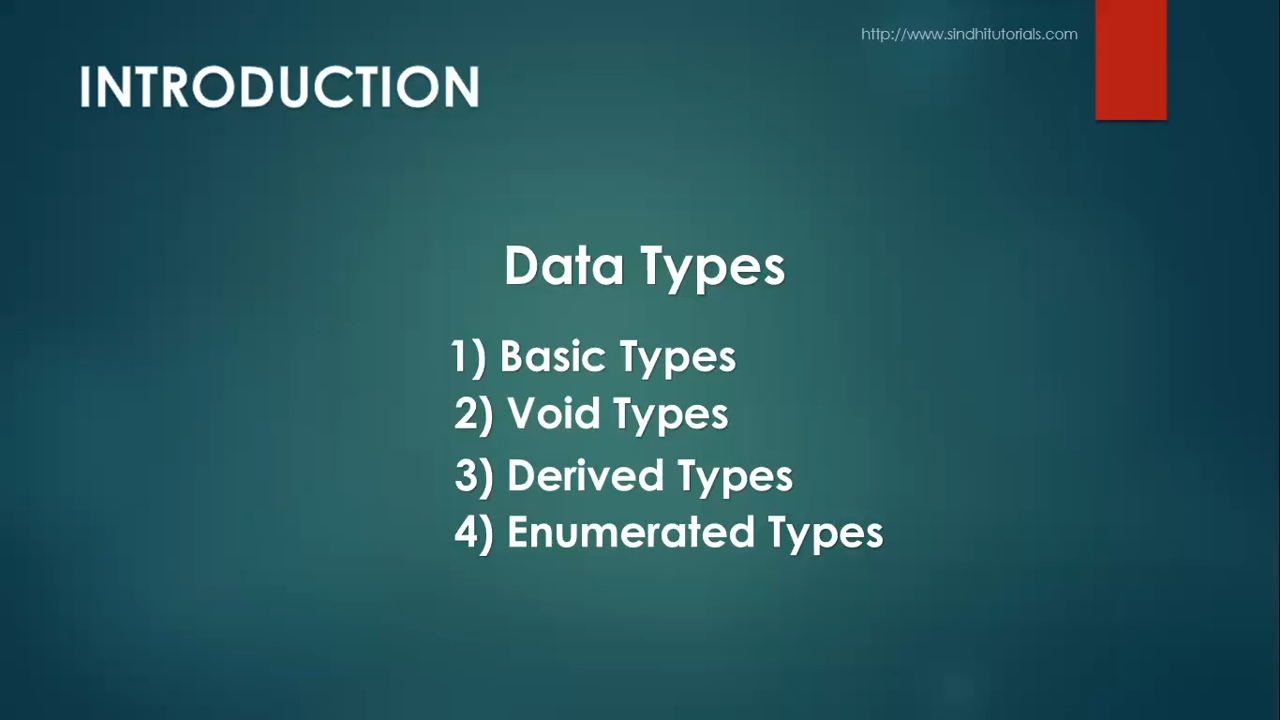 http://www.sindhitutorials.com
INTRODUCTION
Data Types
1) Basic Types
2) Void Types
3) Derived Types
4) Enumerated Types